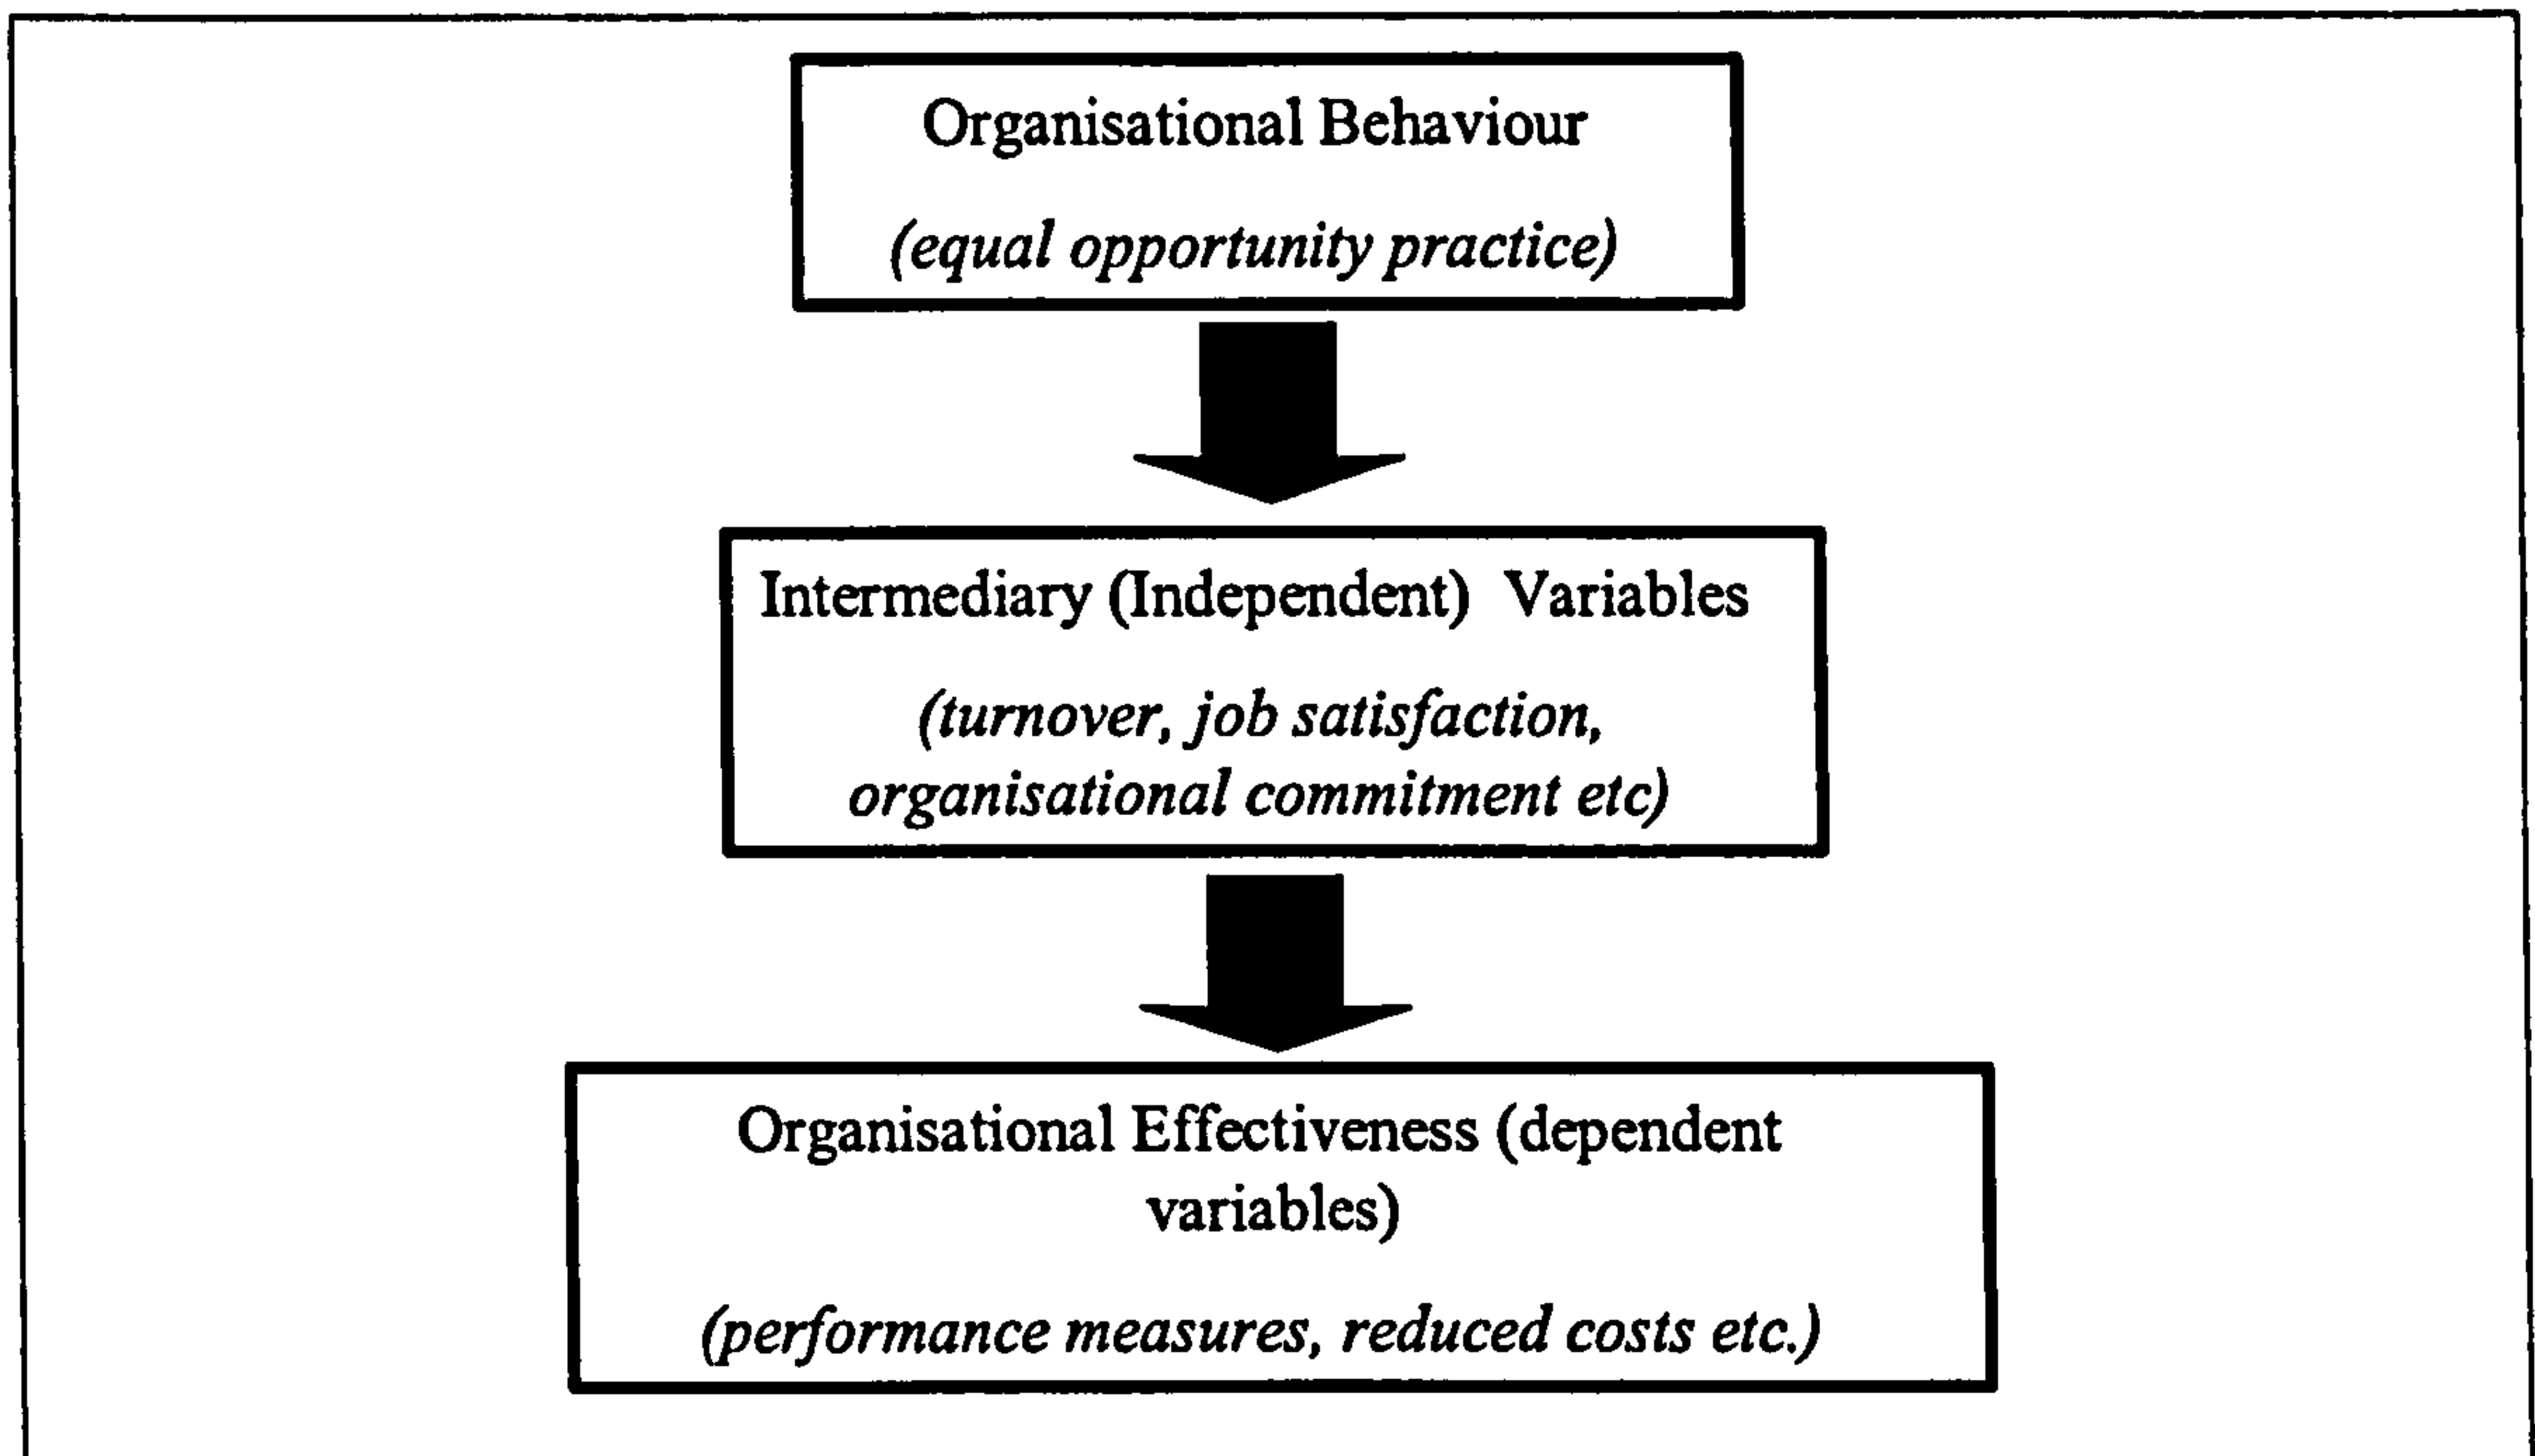 Organisational Behaviour
(equal opportunity practice)
Intermediary (Independent) Variables
(turnover, job satisfaction,
organisational commitment etc)
Organisational Effectiveness (dependent
variables)
(performance measures, reduced costs etc.)